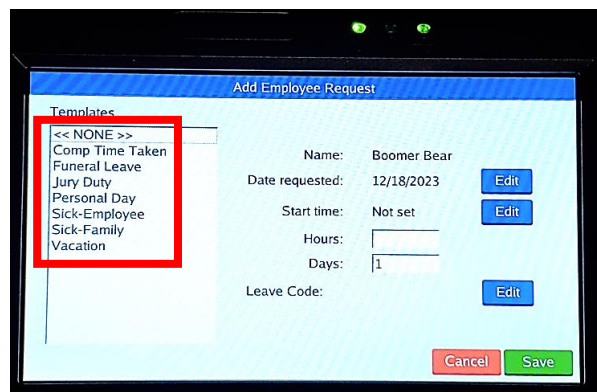 Add Employee Request
Templates
<< NONE >>
Comp Time Taken
Funeral Leave
Jury Duty
Personal Day
Sick-Employee
Sick-Family
Vacation
Name: Boomer Bear
Date requested: 12/18/2023 Edit
Start time: Not set Edit
Hours:
Days: 1
Leave Code: Edit
Cancel Save